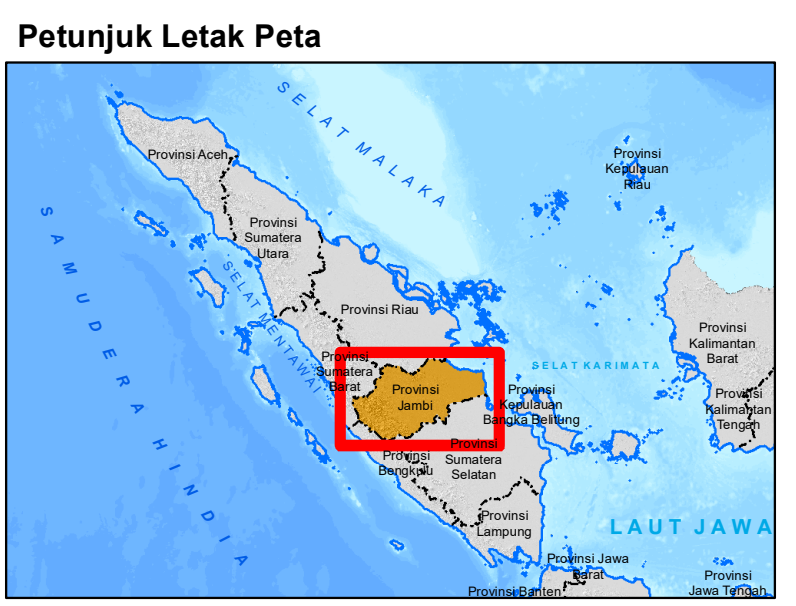 Petunjuk Letak Peta
SELAT MALAKA
Provinsi Aceh
Provinsi
Kepulauan
Riau
Provinsi
Sumatera
Utara
SAMUDERA HINDIA
SELAT MENTAWAI
Provinsi Riau
Provinsi
Kalimantan
Barat
Provinsi
Sumatera
Barat
SELAT KARIMATA
Provinsi
Jambi
Provinsi
Kepulauan
Bangka Belitung
Provinsi
Kalimantan
Tengah
Provinsi
Bengkulu
Provinsi
Sumatera
Selatan
Provinsi
Lampung
LAUT JAWA
Provinsi Jawa
Barat
Provinsi Banten
Provinsi
Jawa Tengah